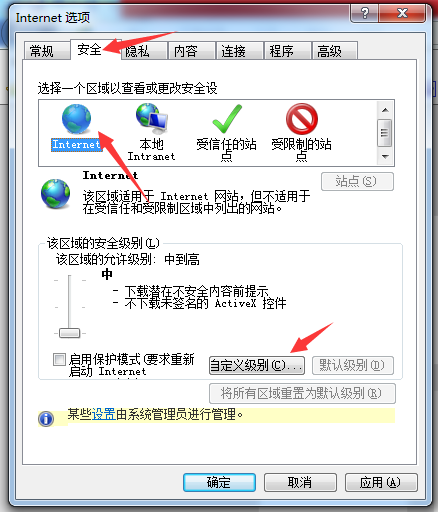 Internet 选项
常规 安全 隐私 内容 连接 程序 高级
选择一个区域以查看或更改安全设
Internet
本地
Intranet
受信任的站
点
受限制的站
点
Internet
站点(S)
该区域适用于 Internet 网站，但不适用于
在受信任和受限制区域中列出的网站。
该区域的安全级别(L)
该区域的允许级别: 中到高
中
- 下载潜在不安全内容前提示
- 不下载未签名的 ActiveX 控件
启用保护模式(要求重新
启动 Internet
自定义级别(C)...
默认级别(D)
将所有区域重置为默认级别(R)
某些设置由系统管理员进行管理。
确定 取消 应用(A)